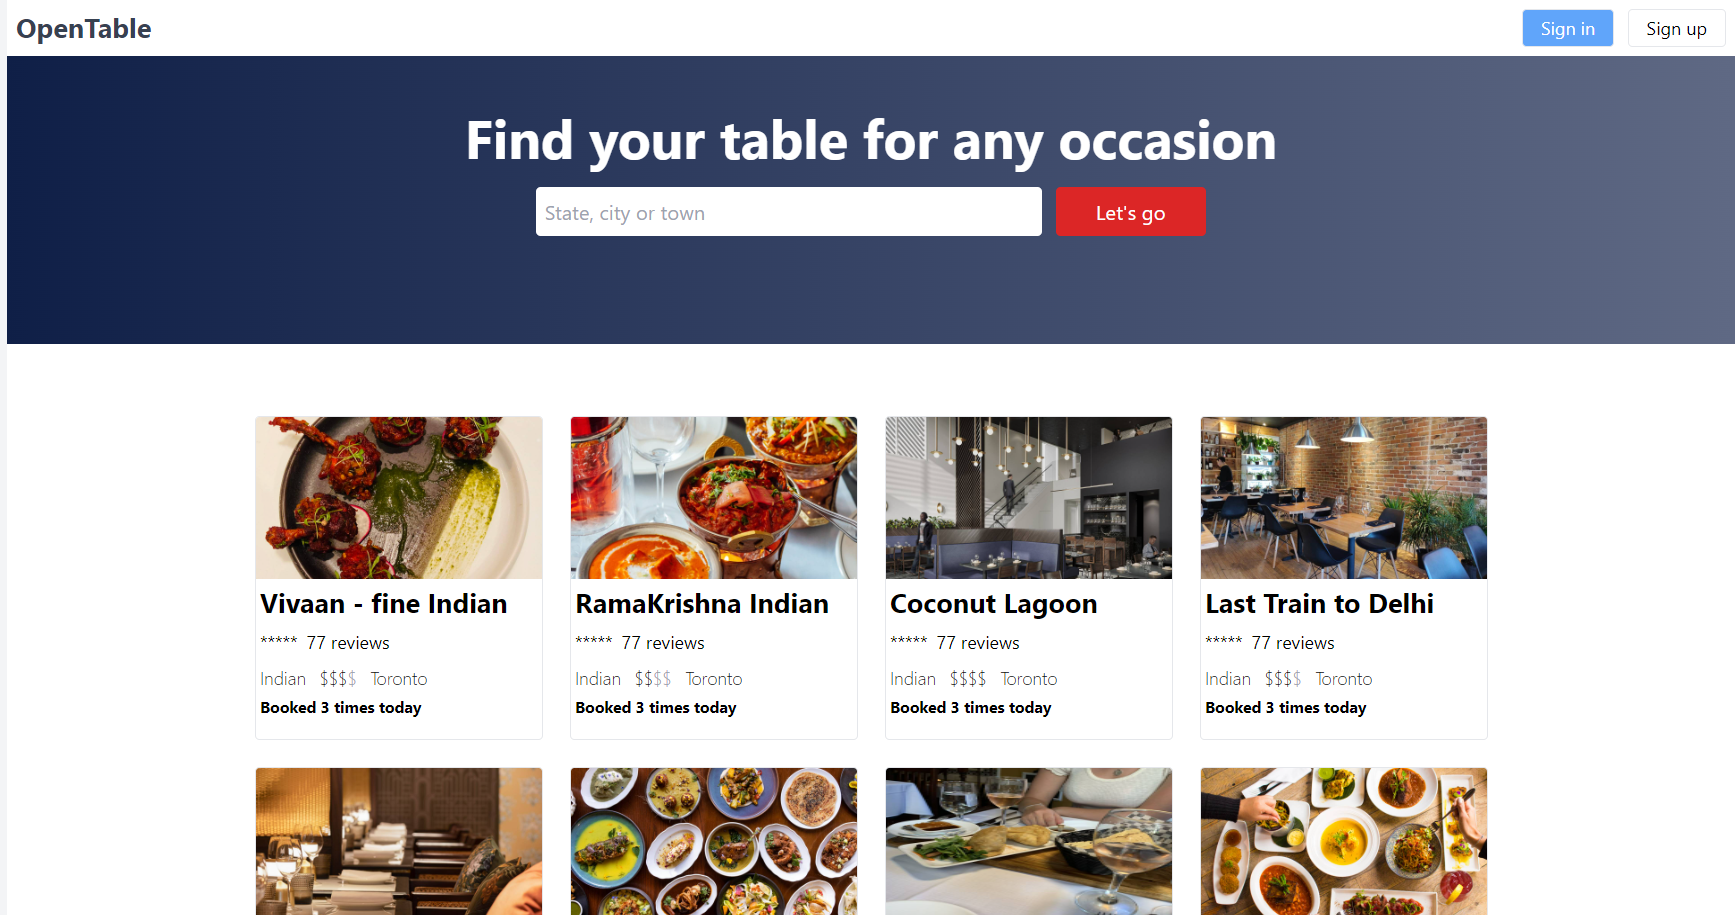 OpenTable
Sign in
Sign up
Find your table for any occasion
State, city or town
Let's go
Vivaan - fine Indian
***** 77 reviews
Indian $$$$ Toronto
Booked 3 times today
RamaKrishna Indian
***** 77 reviews
Indian $$$$ Toronto
Booked 3 times today
Coconut Lagoon
***** 77 reviews
Indian $$$$ Toronto
Booked 3 times today
Last Train to Delhi
***** 77 reviews
Indian $$$$ Toronto
Booked 3 times today